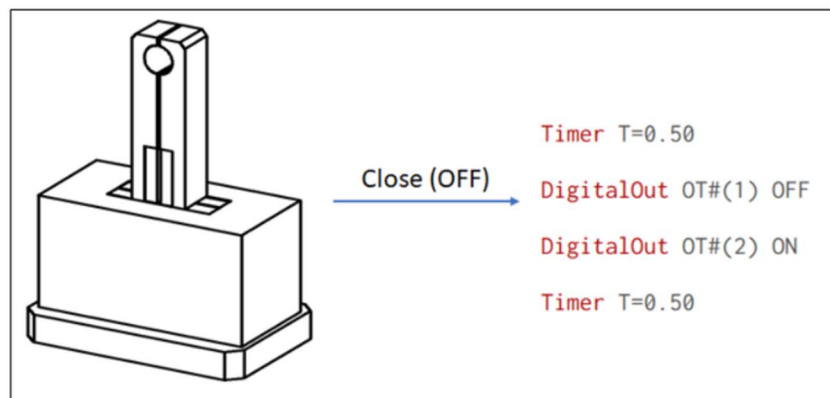 Close (OFF)
Timer T=0.50
DigitalOut OT#(1) OFF
DigitalOut OT#(2) ON
Timer T=0.50